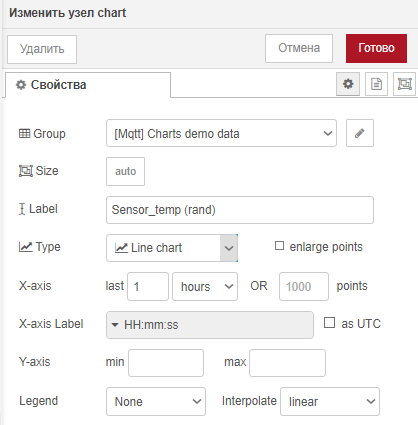 Изменить узел chart
Удалить Отмена Готово
Свойства
Group [Mqtt] Charts demo data
Size auto
Label Sensor_temp (rand)
Type Line chart enlarge points
X-axis last 1 hours OR 1000 points
X-axis Label HH:mm:ss as UTC
Y-axis min max
Legend None Interpolate linear